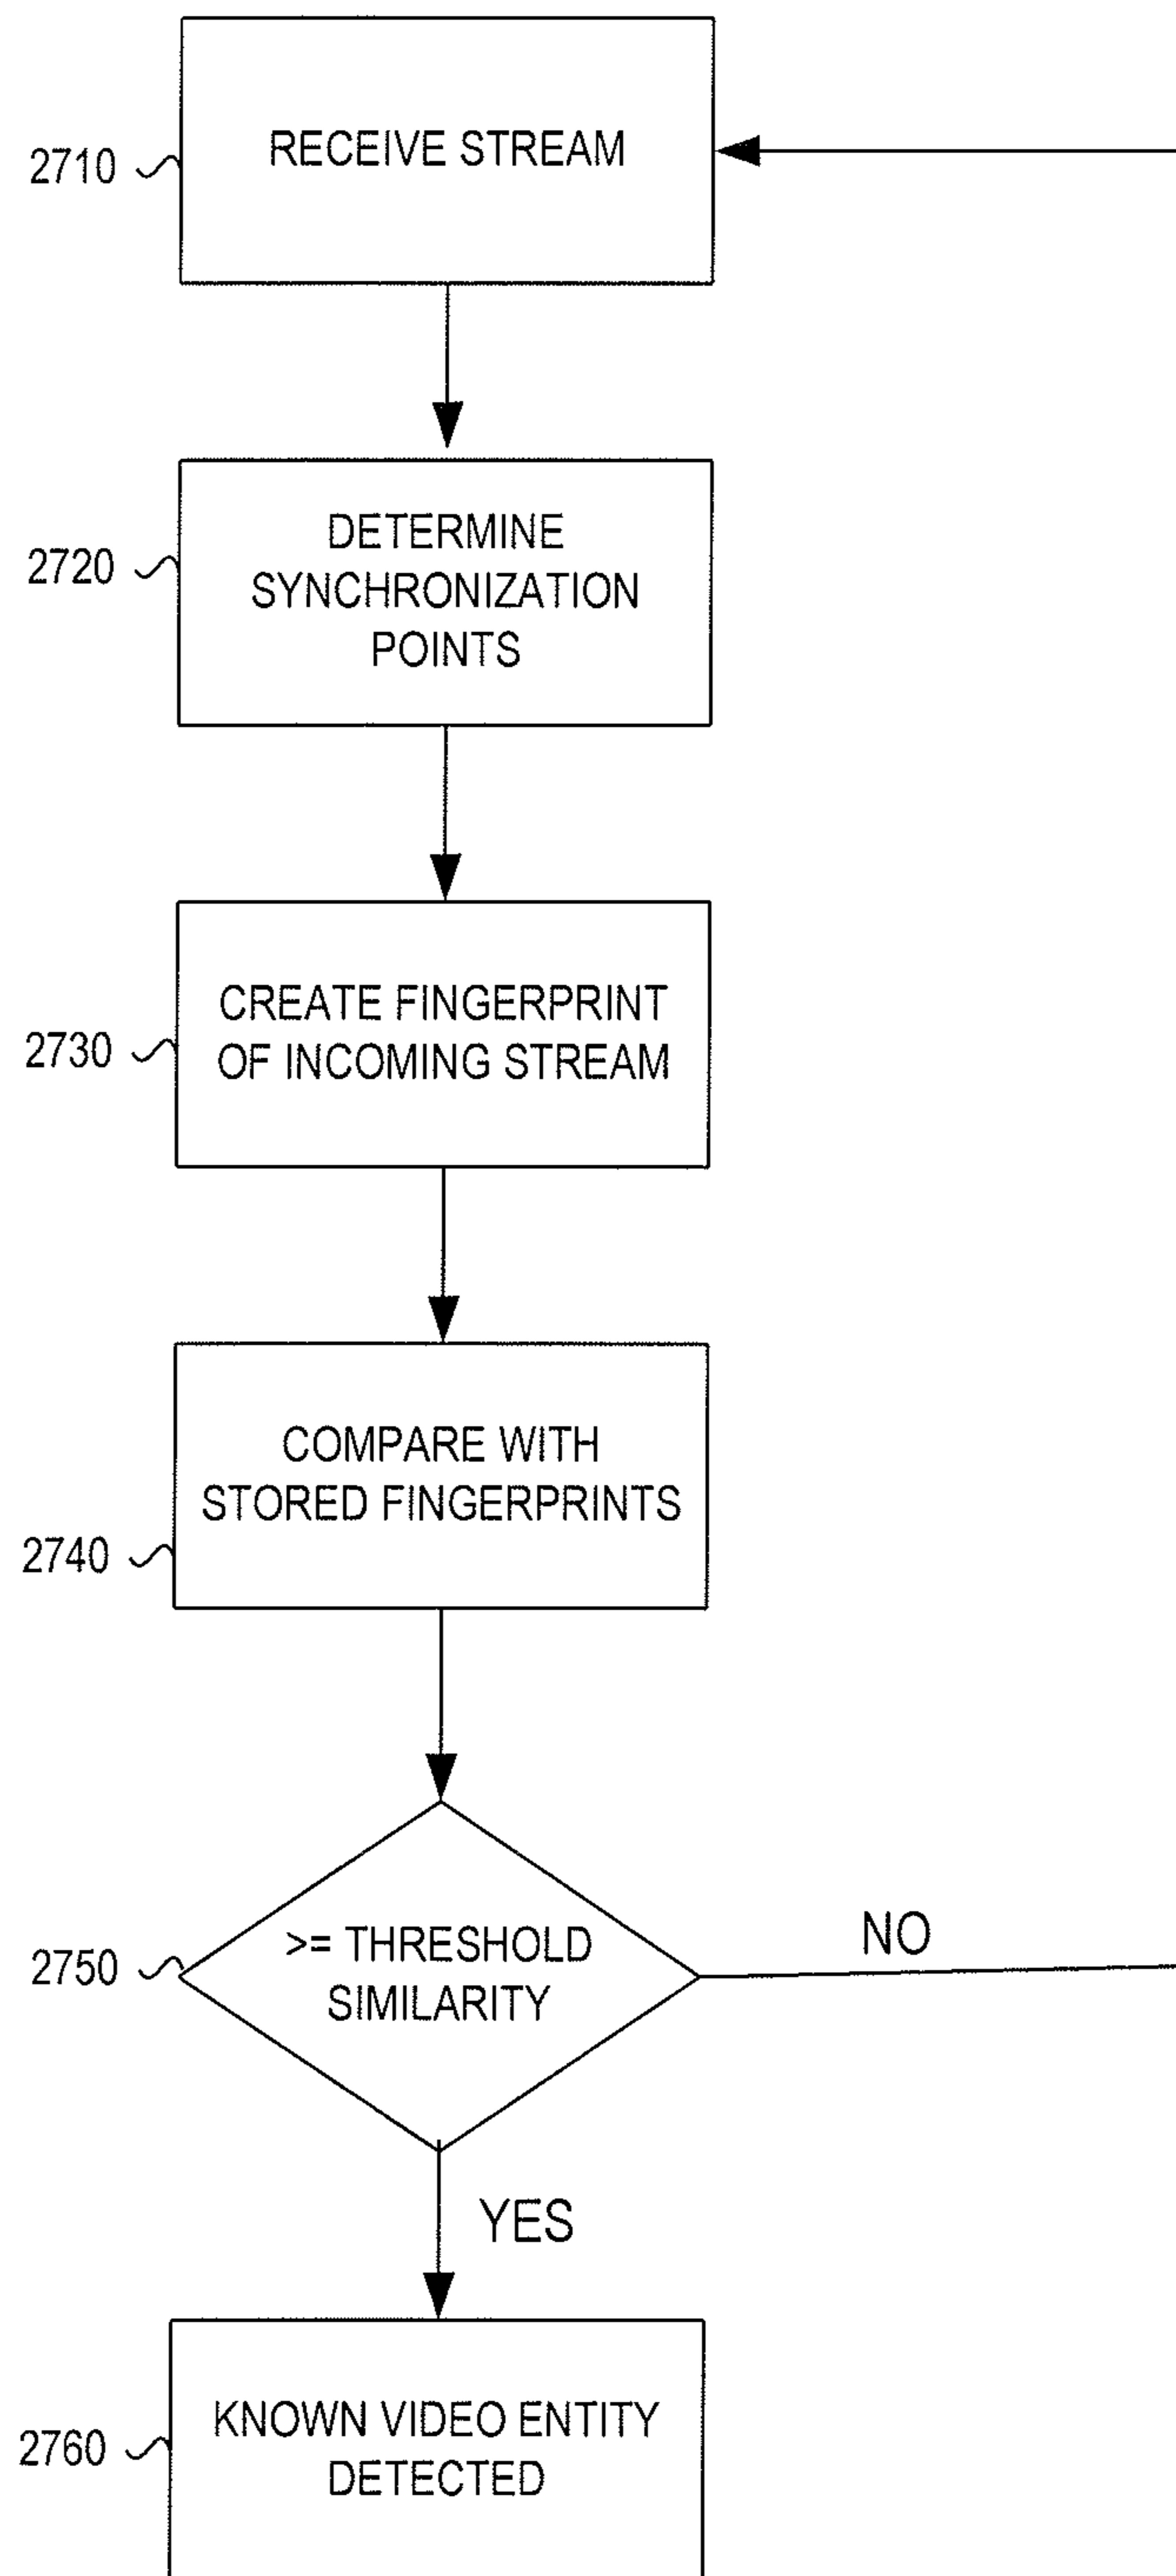 2710
RECEIVE STREAM
2720
DETERMINE
SYNCHRONIZATION
POINTS
2730
CREATE FINGERPRINT
OF INCOMING STREAM
2740
COMPARE WITH
STORED FINGERPRINTS
2750
>= THRESHOLD
SIMILARITY
NO
YES
2760
KNOWN VIDEO ENTITY
DETECTED